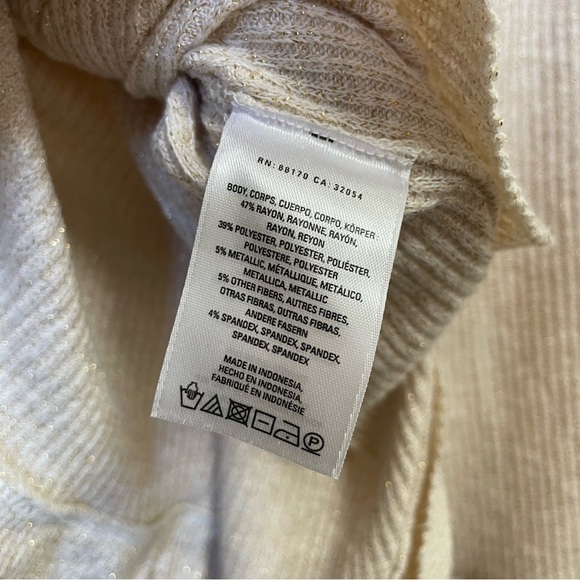 RN: 88170 CA: 32054
BODY, CORPS, CUERPO, CORPO, KÖRPER
47% RAYON, RAYONNE, RAYÓN,
RAYON, REYON
39% POLYESTER, POLYESTER, POLIÉSTER,
POLYESTERE, POLYESTER
5% METALLIC, MÉTALLIQUE, METÁLICO,
METALLICA, METALLIC
5% OTHER FIBERS, AUTRES FIBRES,
OTRAS FIBRAS, OUTRAS FIBRAS,
ANDERE FASERN
4% SPANDEX, SPANDEX, SPANDEX,
SPANDEX, SPANDEX
MADE IN INDONESIA,
HECHO EN INDONESIA,
FABRIQUÉ EN INDONÉSIE
P